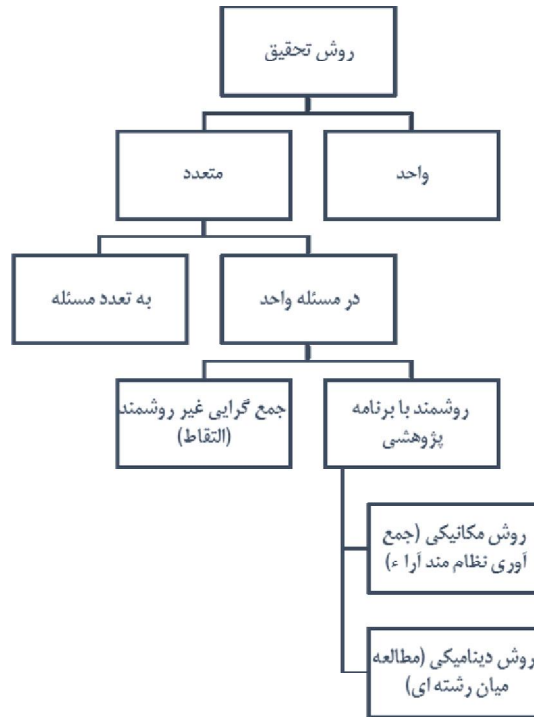 روش تحقیق
واحد
متعدد
در مسئله واحد
به تعدد مسئله
روشمند با برنامه
پژوهشی
جمع گرایی غیر روشمند
(التقاط)
روش مکانیکی (جمع
آوری نظام مند آرا ء)
روش دینامیکی (مطالعه
میان رشته ای)